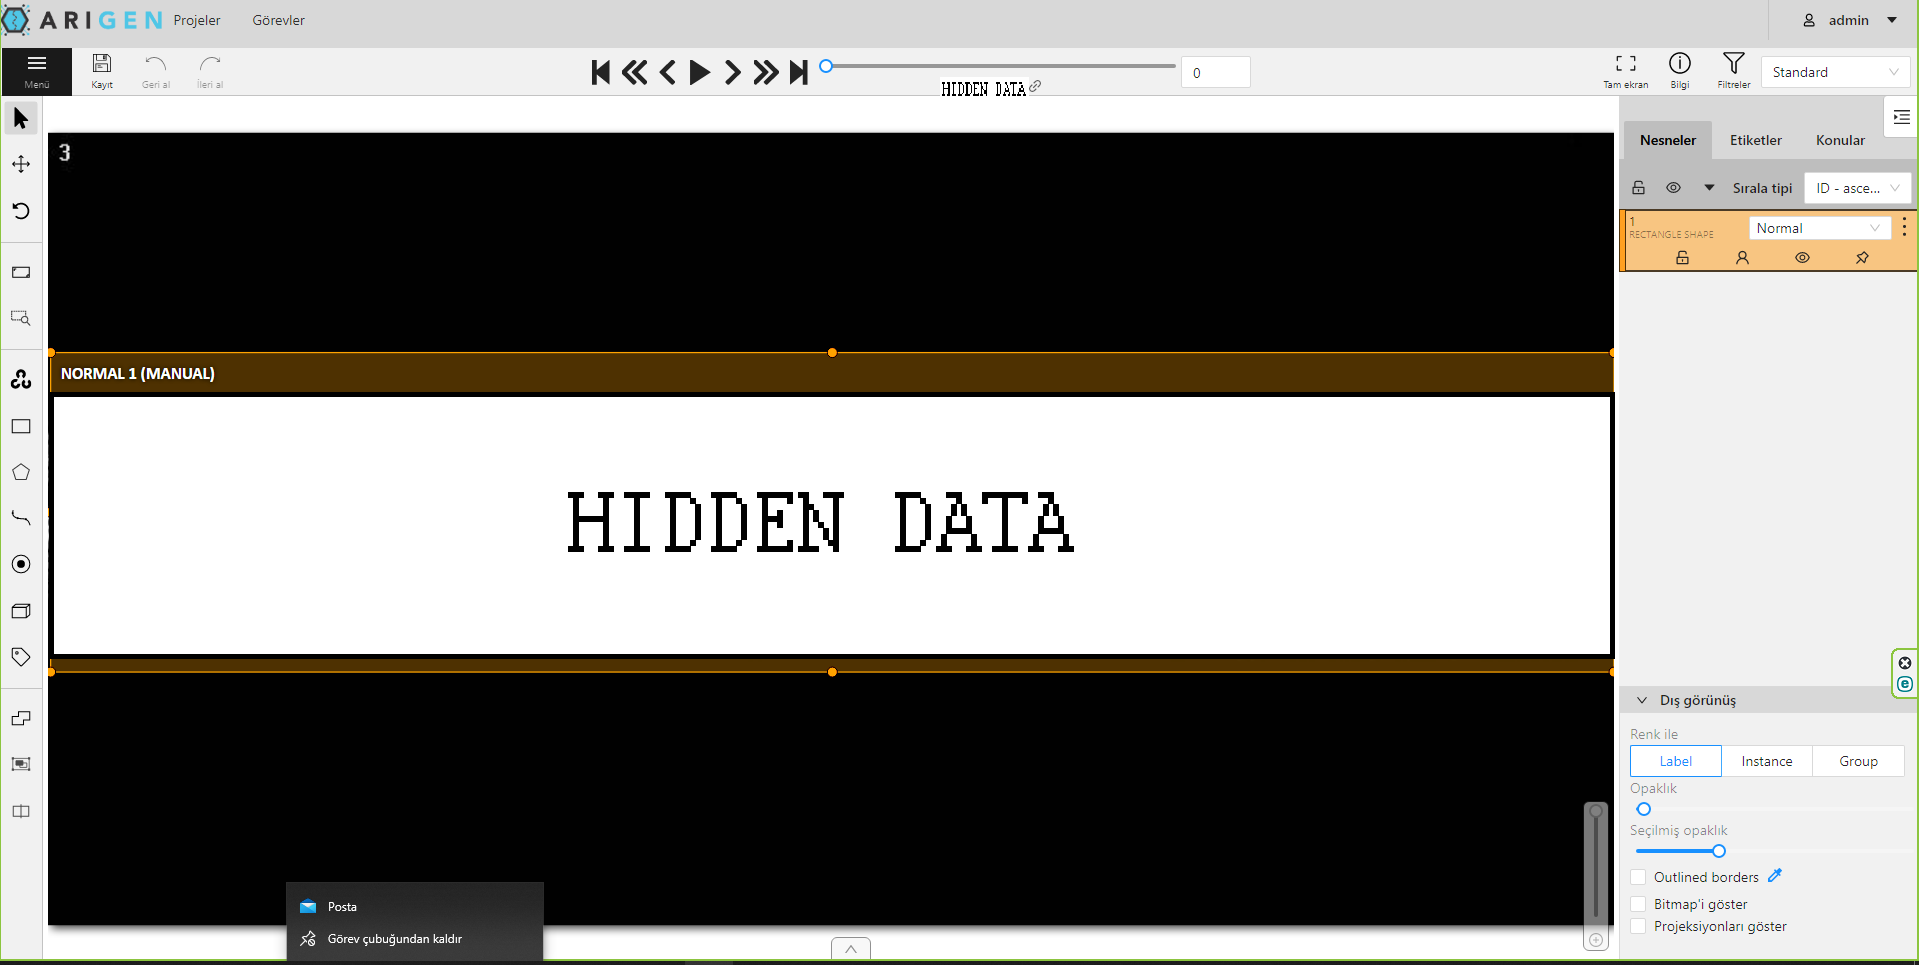 ARIGEN Projeler Görevler admin
Menü Kayıt Geri al İleri al 0 Tam ekran Bilgi Filtreler Standard
HIDDEN DATA
3
Nesneler Etiketler Konular
Sırala tipi ID - asce...
1
RECTANGLE SHAPE
Normal
NORMAL 1 (MANUAL)
HIDDEN DATA
Dış görünüş
Renk ile
Label Instance Group
Opaklık
Seçilmiş opaklık
Outlined borders
Bitmap'i göster
Projeksiyonları göster
Posta
Görev çubuğundan kaldır